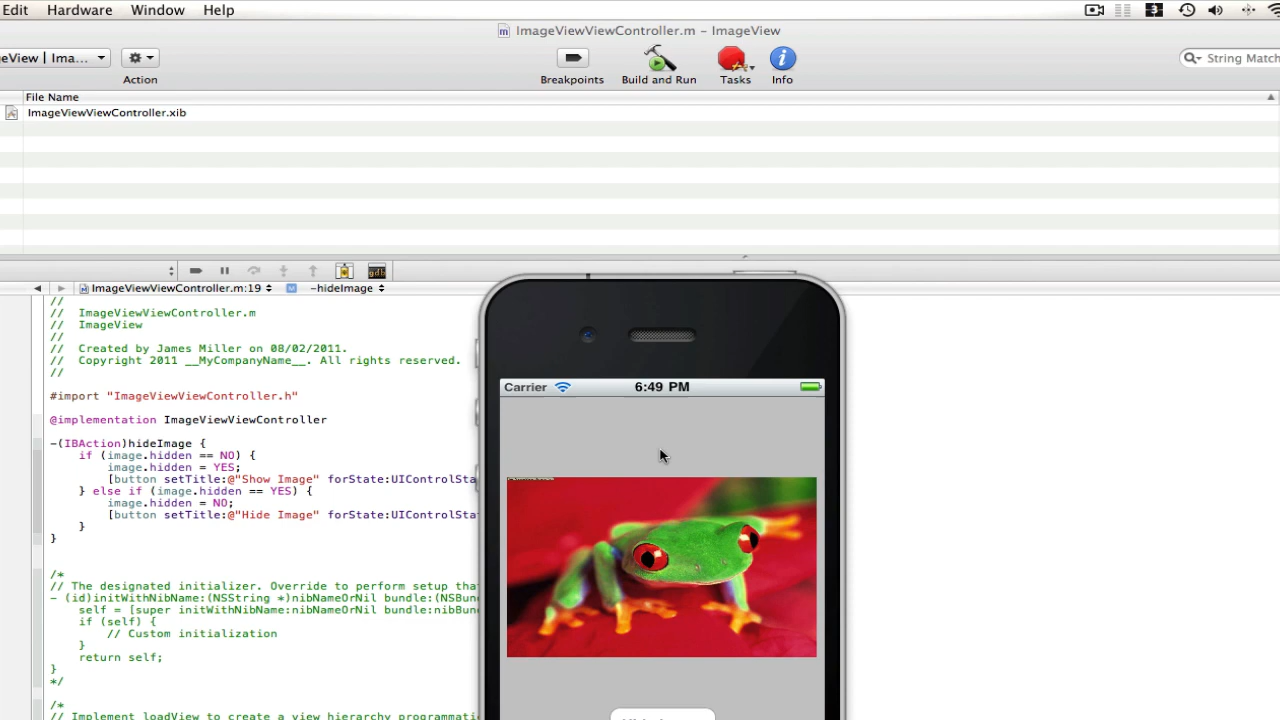 Edit Hardware Window Help
ImageViewViewController.m – ImageView
eView | Ima...
Action
Breakpoints
Build and Run
Tasks
Info
String Match
File Name
ImageViewViewController.xib
gdb
ImageViewViewController.m:19
-hideImage
//
// ImageViewViewController.m
// ImageView
//
// Created by James Miller on 08/02/2011.
// Copyright 2011 __MyCompanyName__. All rights reserved.
//
#import "ImageViewViewController.h"
@implementation ImageViewViewController
-(IBAction)hideImage {
if (image.hidden == NO) {
image.hidden = YES;
[button setTitle:@"Show Image" forState:UIControlSta
} else if (image.hidden == YES) {
image.hidden = NO;
[button setTitle:@"Hide Image" forState:UIControlSta
}
}
/*
// The designated initializer. Override to perform setup tha
- (id)initWithNibName:(NSString *)nibNameOrNil bundle:(NSBun
self = [super initWithNibName:nibNameOrNil bundle:nibBun
if (self) {
// Custom initialization
}
return self;
}
*/
/*
// Implement loadView to create a view hierarchy programmati
Carrier
6:49 PM